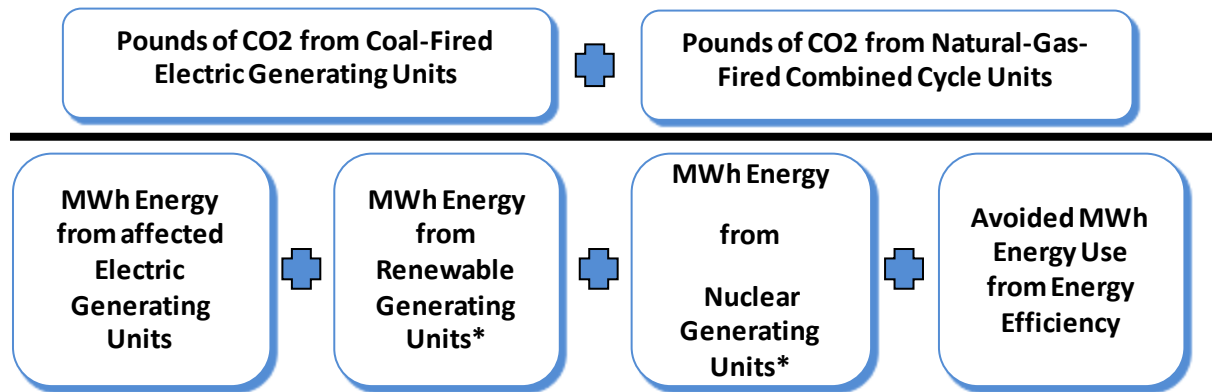 Pounds of CO2 from Coal-Fired
Electric Generating Units
Pounds of CO2 from Natural-Gas-
Fired Combined Cycle Units
MWh Energy
from affected
Electric
Generating
Units
MWh Energy
from
Renewable
Generating
Units*
MWh Energy
from
Nuclear
Generating
Units*
Avoided MWh
Energy Use
from Energy
Efficiency